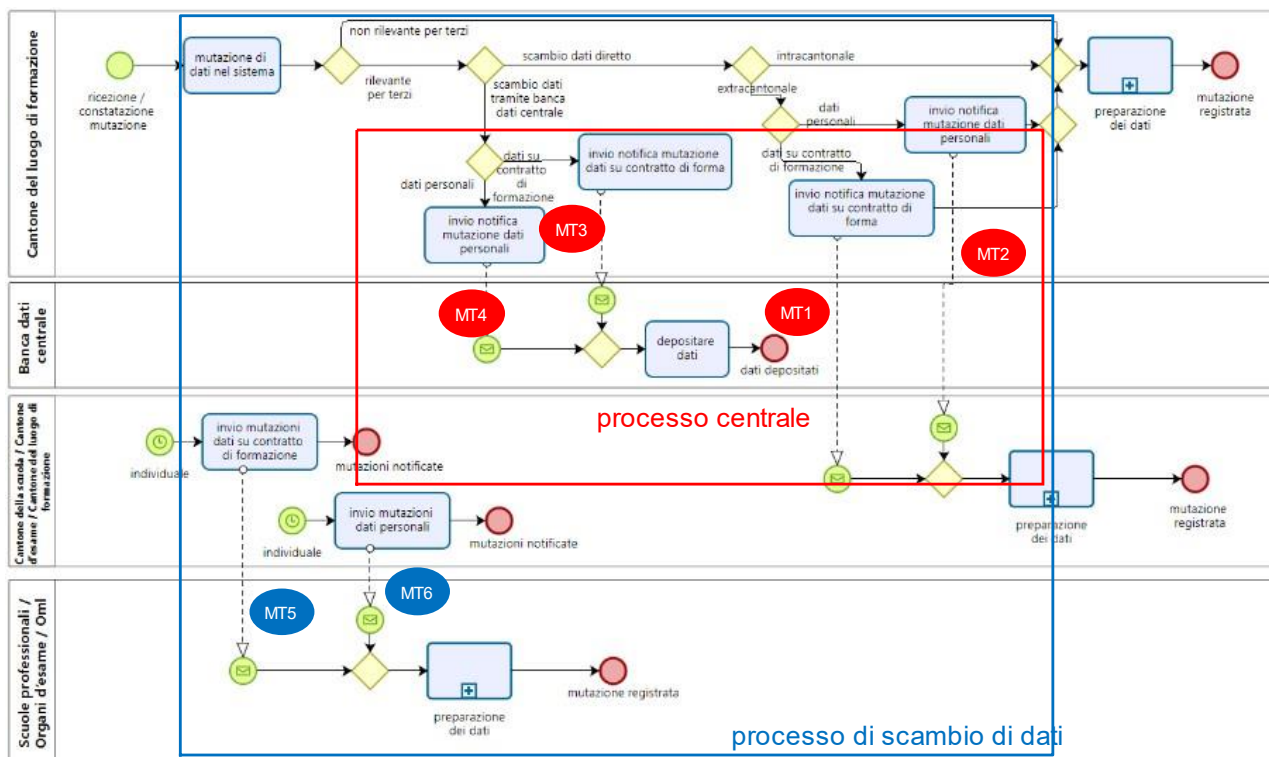 Cantone del luogo di formazione
ricezione /
constatazione
mutazione
mutazione di
dati nel sistema
non rilevante per terzi
rilevante
per terzi
scambio dati diretto
scambio dati
tramite banca
dati centrale
intracantonale
extracantonale
dati
personali
invio notifica
mutazione dati
personali
preparazione
dei dati
mutazione
registrata
dati su
contratto
di
formazione
invio notifica mutazione
dati su contratto di forma
dati personali
invio notifica
mutazione dati
personali
dati su contratto
di formazione
invio notifica mutazione
dati su contratto di
forma
MT3
MT2
Banca dati
centrale
MT4
MT1
depositare
dati
dati depositati
Cantone della scuola / Cantone
d'esame / Cantone del luogo di
formazione
individuale
invio mutazioni
dati su contratto
di formazione
mutazioni notificate
processo centrale
individuale
invio mutazioni
dati personali
mutazioni notificate
preparazione
dei dati
mutazione
registrata
Scuole professionali /
Organi d'esame / Oml
MT5
MT6
preparazione
dei dati
mutazione registrata
processo di scambio di dati